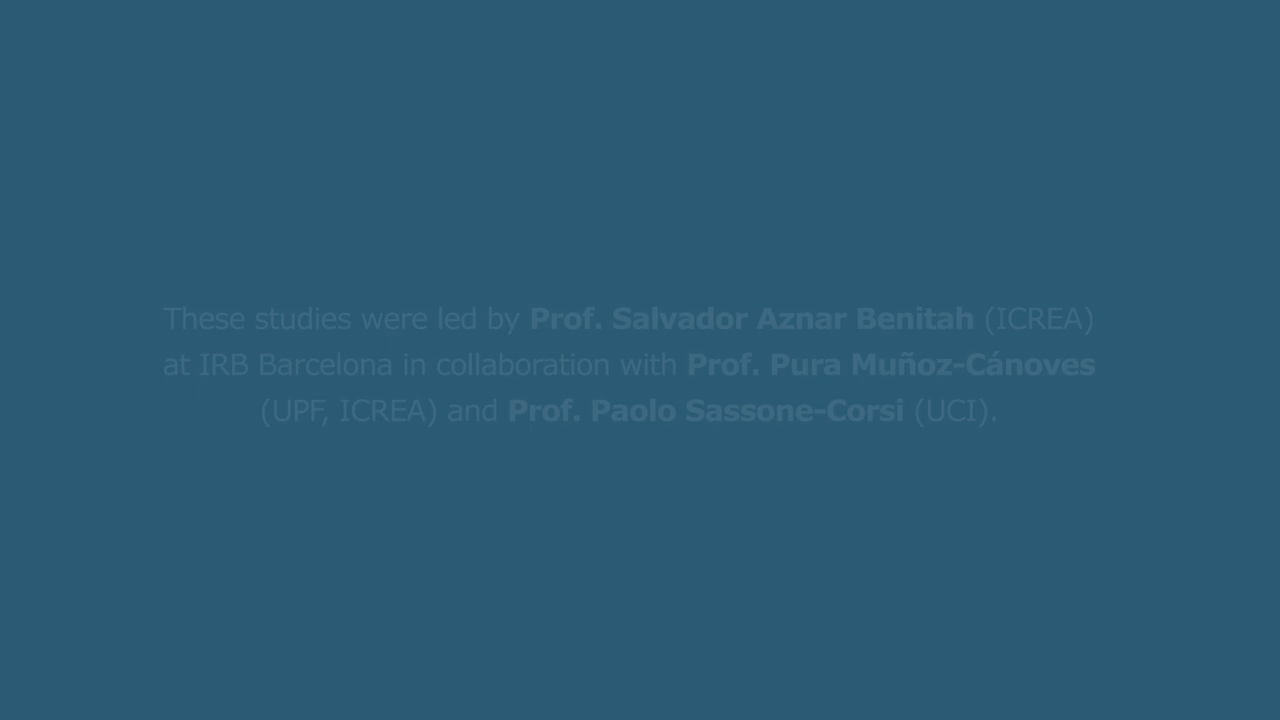 These studies were led by Prof. Salvador Aznar Benitah (ICREA)
at IRB Barcelona in collaboration with Prof. Pura Muñoz-Cánoves
(UPF, ICREA) and Prof. Paolo Sassone-Corsi (UCI).